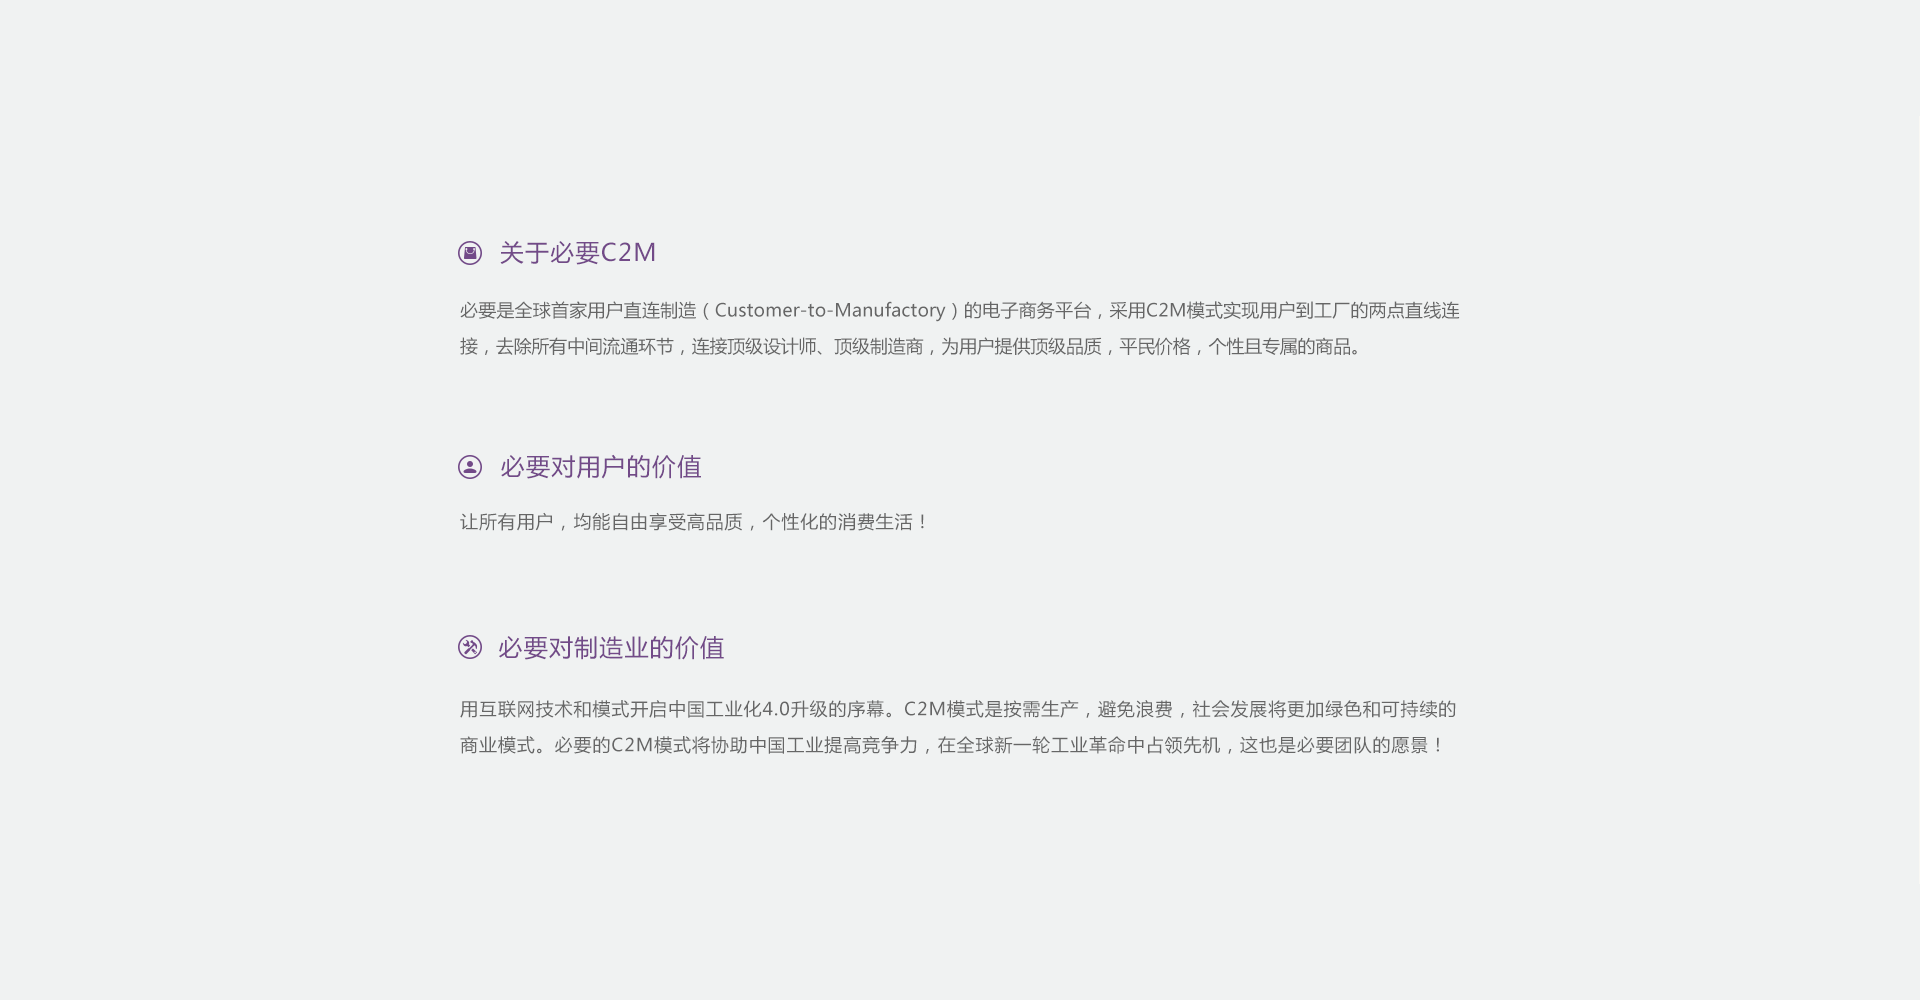 关于必要C2M
必要是全球首家用户直连制造（Customer-to-Manufactory）的电子商务平台，采用C2M模式实现用户到工厂的两点直线连
接，去除所有中间流通环节，连接顶级设计师、顶级制造商，为用户提供顶级品质，平民价格，个性且专属的商品。
必要对用户的价值
让所有用户，均能自由享受高品质，个性化的消费生活！
必要对制造业的价值
用互联网技术和模式开启中国工业化4.0升级的序幕。C2M模式是按需生产，避免浪费，社会发展将更加绿色和可持续的
商业模式。必要的C2M模式将协助中国工业提高竞争力，在全球新一轮工业革命中占领先机，这也是必要团队的愿景！